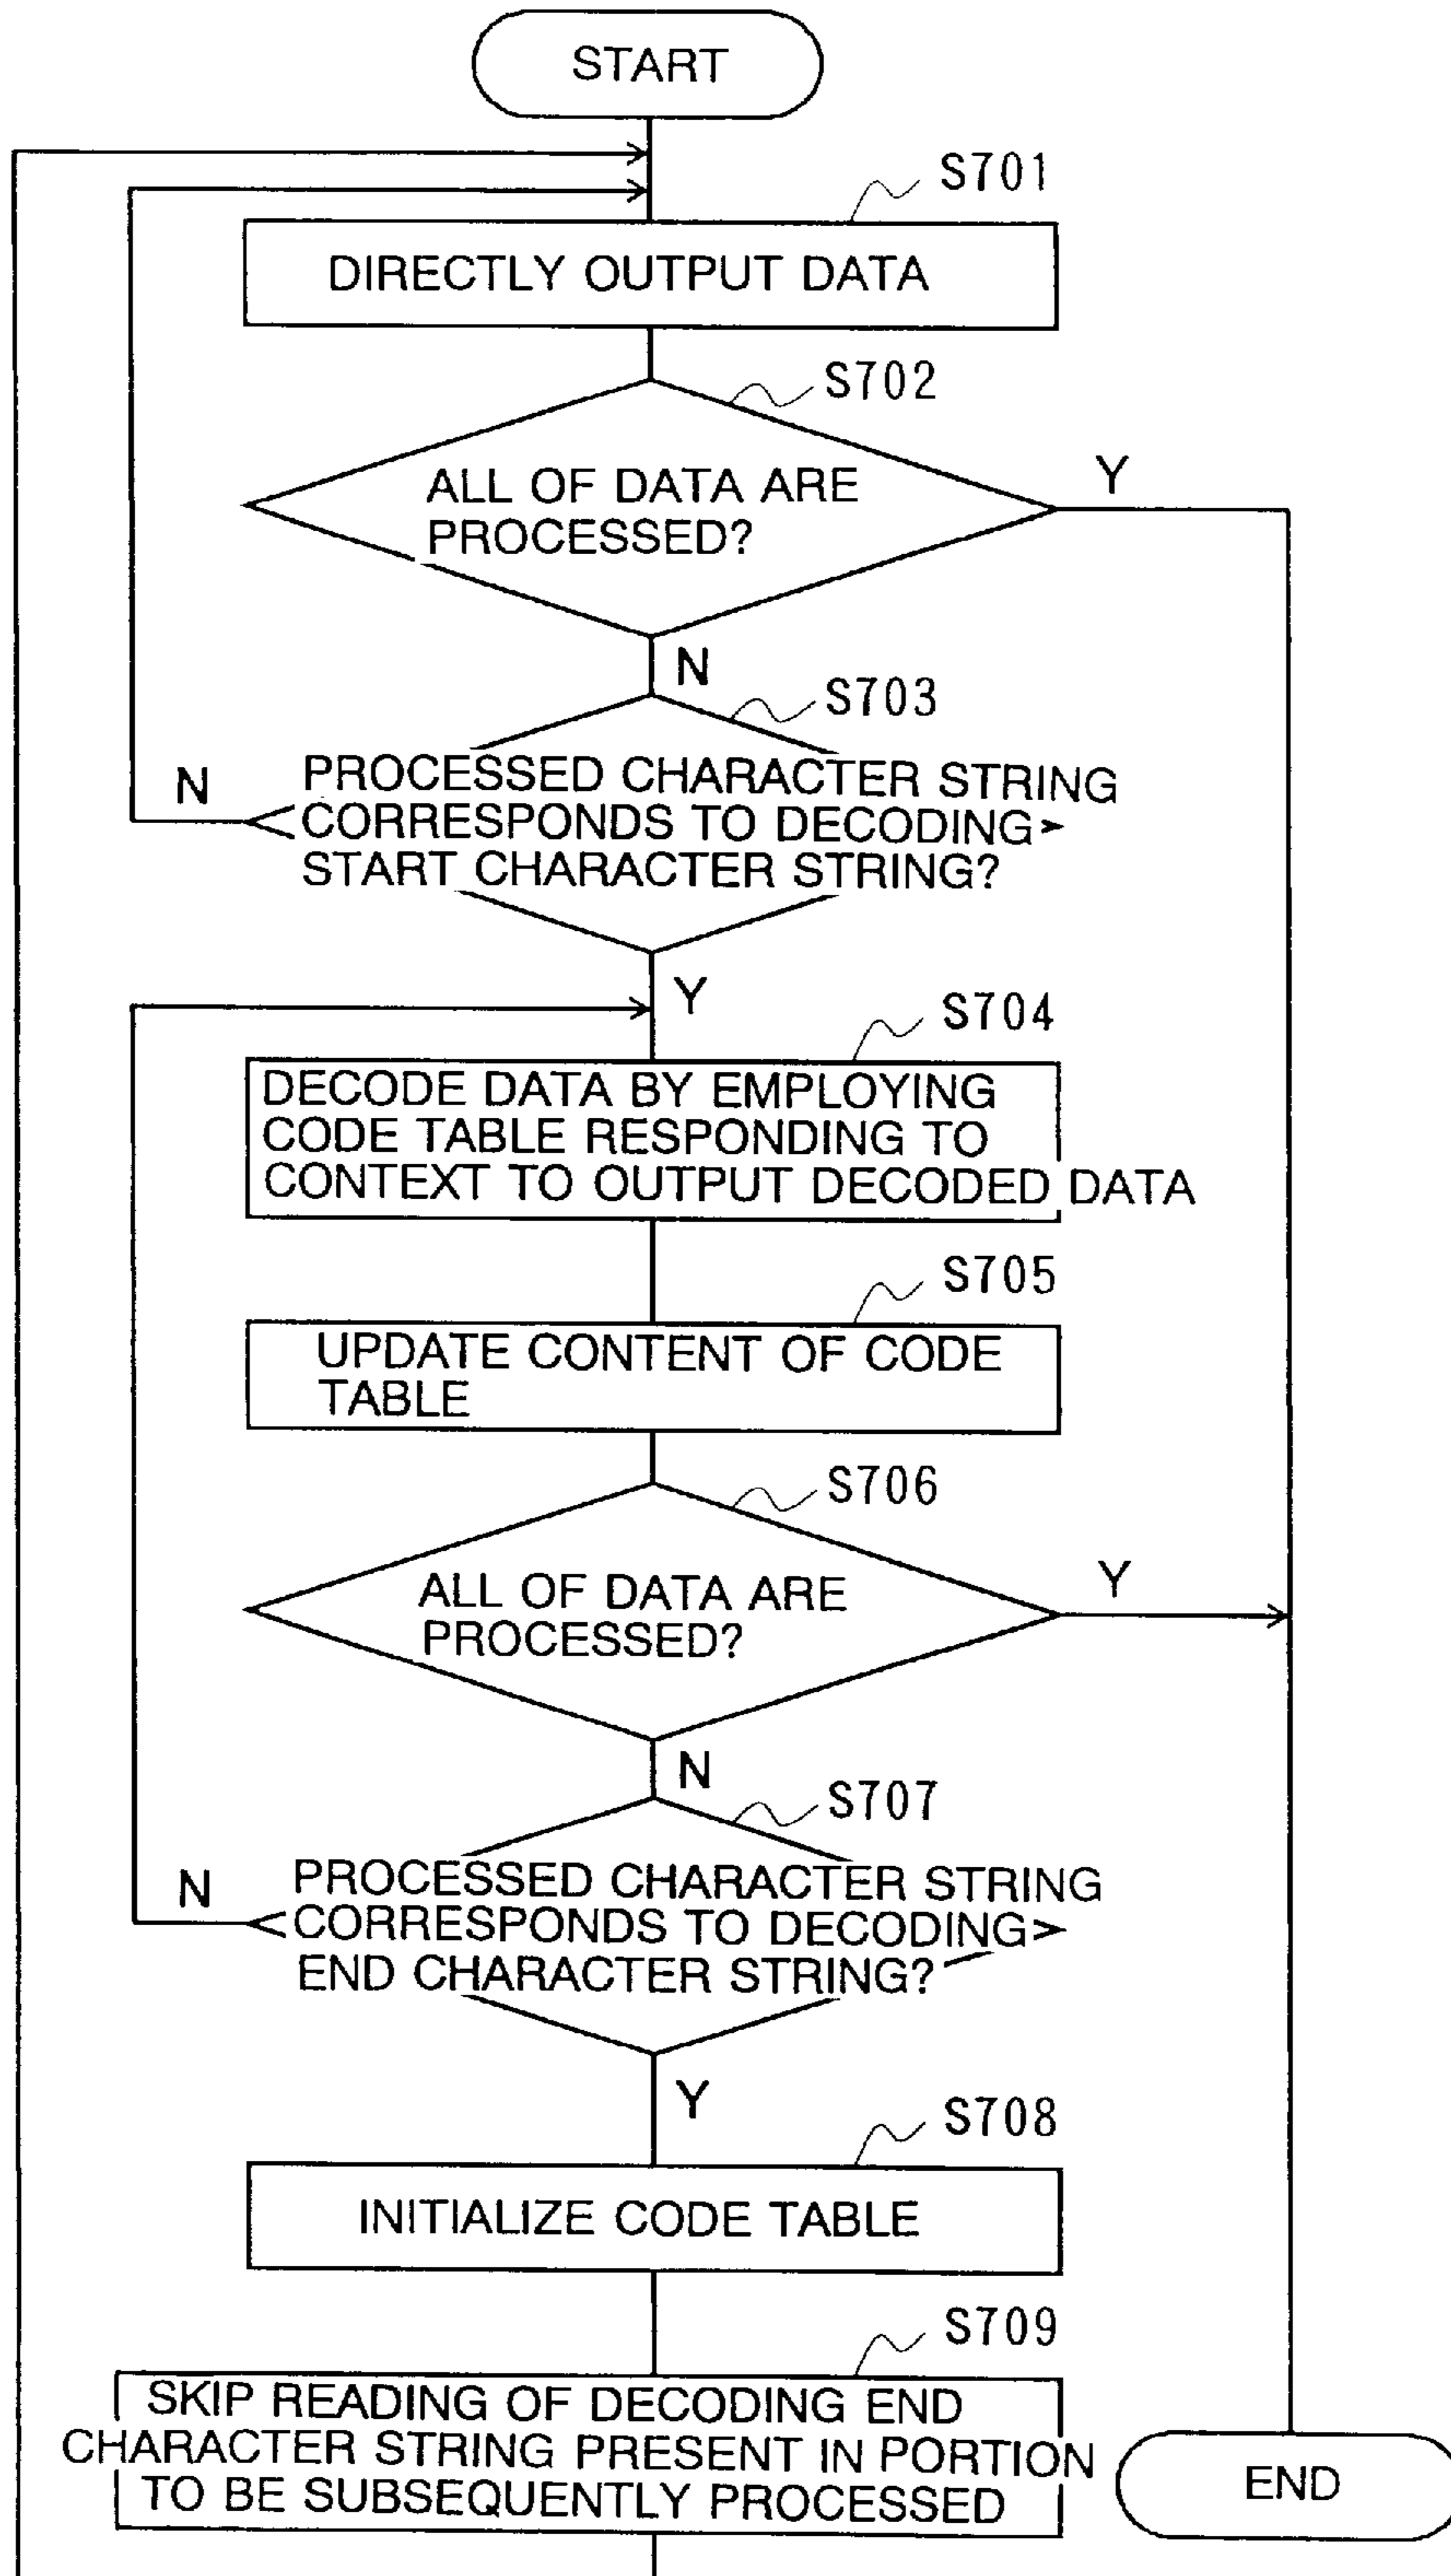 START
S701
DIRECTLY OUTPUT DATA
S702
ALL OF DATA ARE
PROCESSED?
Y
N
S703
PROCESSED CHARACTER STRING
CORRESPONDS TO DECODING
START CHARACTER STRING?
N
Y
S704
DECODE DATA BY EMPLOYING
CODE TABLE RESPONDING TO
CONTEXT TO OUTPUT DECODED DATA
S705
UPDATE CONTENT OF CODE
TABLE
S706
ALL OF DATA ARE
PROCESSED?
Y
N
S707
PROCESSED CHARACTER STRING
CORRESPONDS TO DECODING
END CHARACTER STRING?
N
Y
S708
INITIALIZE CODE TABLE
S709
SKIP READING OF DECODING END
CHARACTER STRING PRESENT IN PORTION
TO BE SUBSEQUENTLY PROCESSED
END